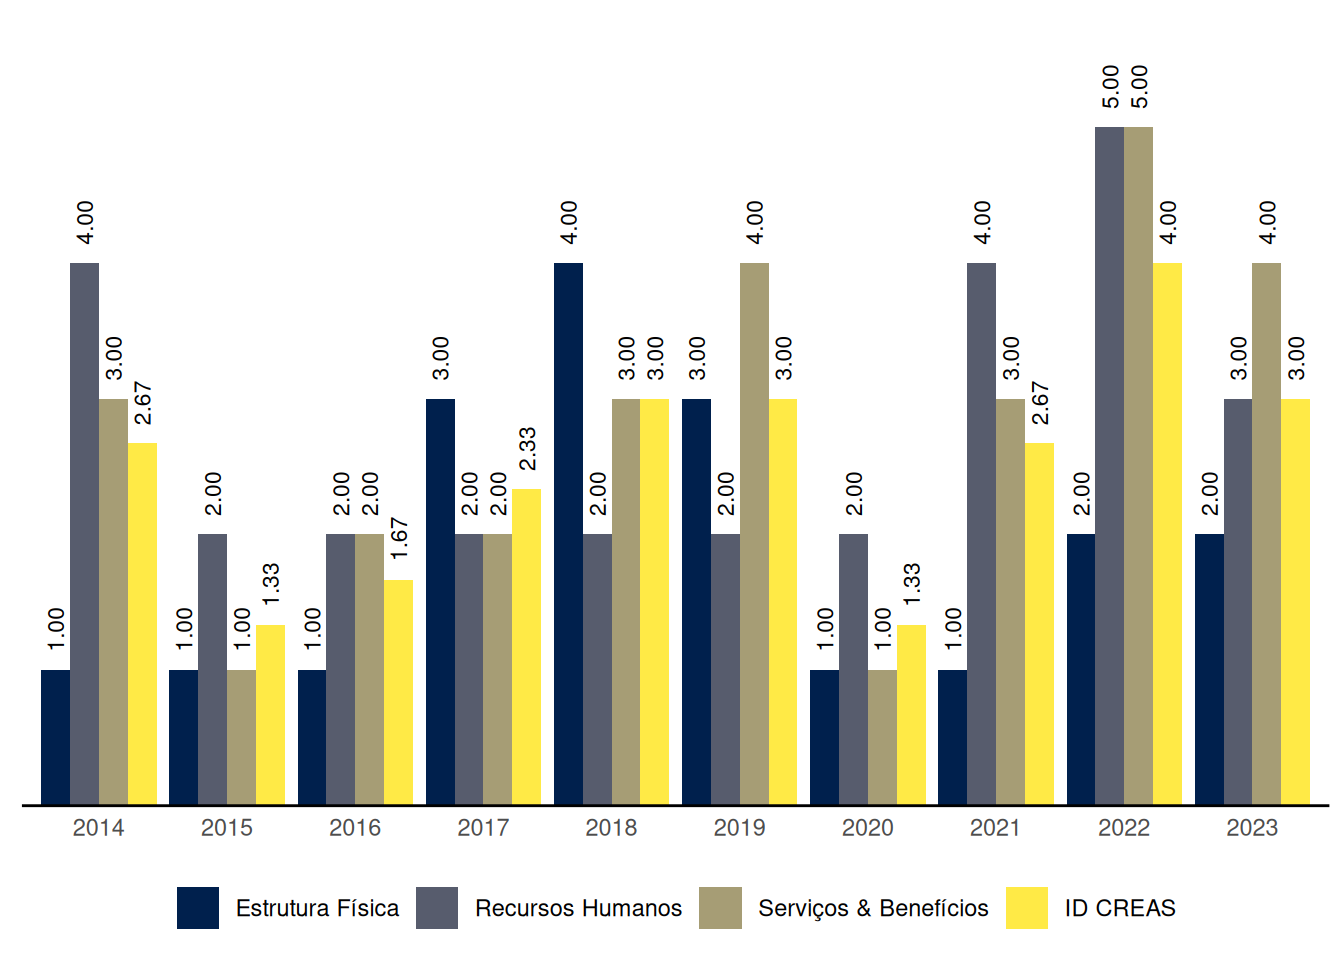 5.00 5.00
4.00 4.00 4.00 4.00 4.00 4.00
3.00 3.00 3.00 3.00 3.00 3.00 3.00 3.00 3.00
2.67 2.67
2.33
2.00 2.00 2.00 2.00 2.00 2.00 2.00 2.00 2.00 2.00
1.67
1.33 1.33
1.00 1.00 1.00 1.00 1.00 1.00 1.00
2014 2015 2016 2017 2018 2019 2020 2021 2022 2023
Estrutura Física Recursos Humanos Serviços & Benefícios ID CREAS